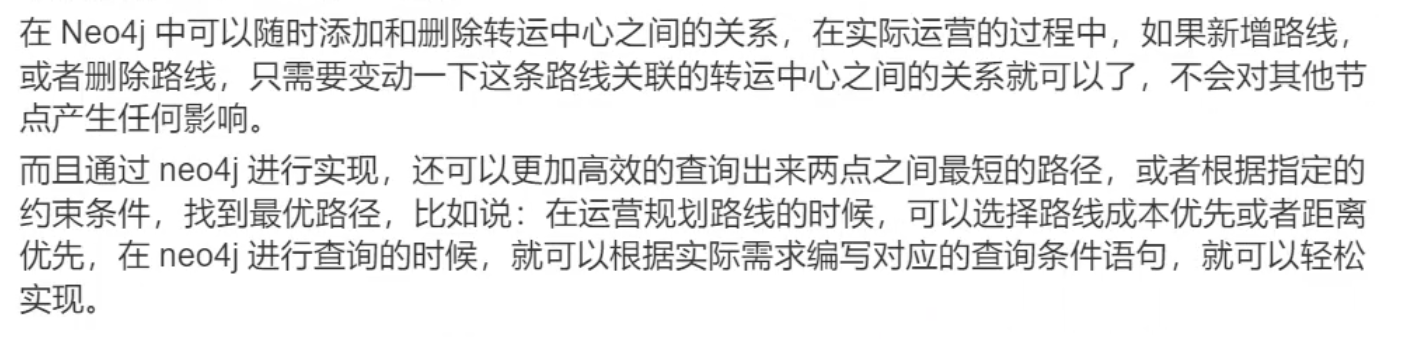 在 Neo4j 中可以随时添加和删除转运中心之间的关系，在实际运营的过程中，如果新增路线，
或者删除路线，只需要变动一下这条路线关联的转运中心之间的关系就可以了，不会对其他节
点产生任何影响。
而且通过 neo4j 进行实现，还可以更加高效的查询出来两点之间最短的路径，或者根据指定的
约束条件，找到最优路径，比如说：在运营规划路线的时候，可以选择路线成本优先或者距离
优先，在 neo4j 进行查询的时候，就可以根据实际需求编写对应的查询条件语句，就可以轻松
实现。